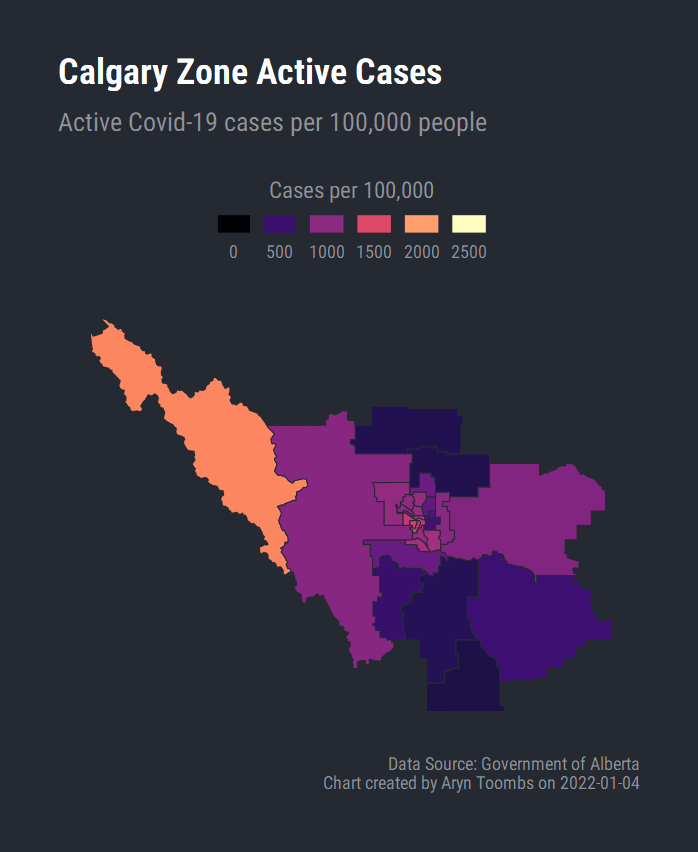 Calgary Zone Active Cases
Active Covid-19 cases per 100,000 people
Cases per 100,000
0 500 1000 1500 2000 2500
Data Source: Government of Alberta
Chart created by Aryn Toombs on 2022-01-04